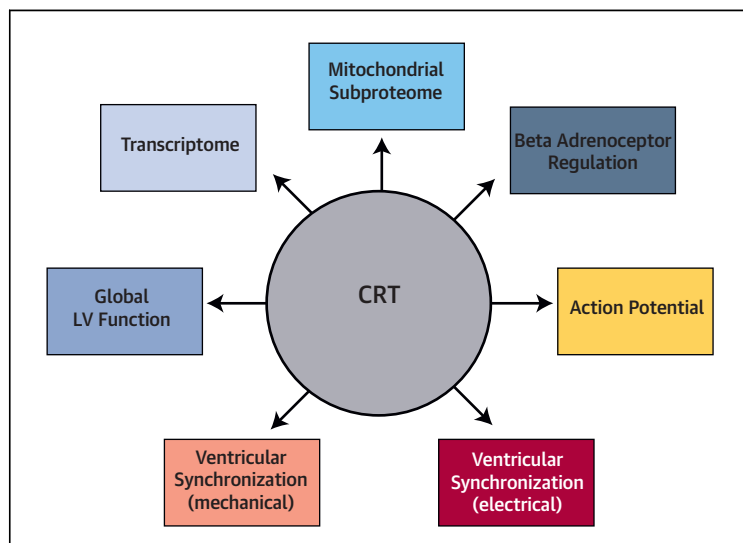 Mitochondrial
Subproteome
Transcriptome
Beta Adrenoceptor
Regulation
Global
LV Function
CRT
Action Potential
Ventricular
Synchronization
(mechanical)
Ventricular
Synchronization
(electrical)